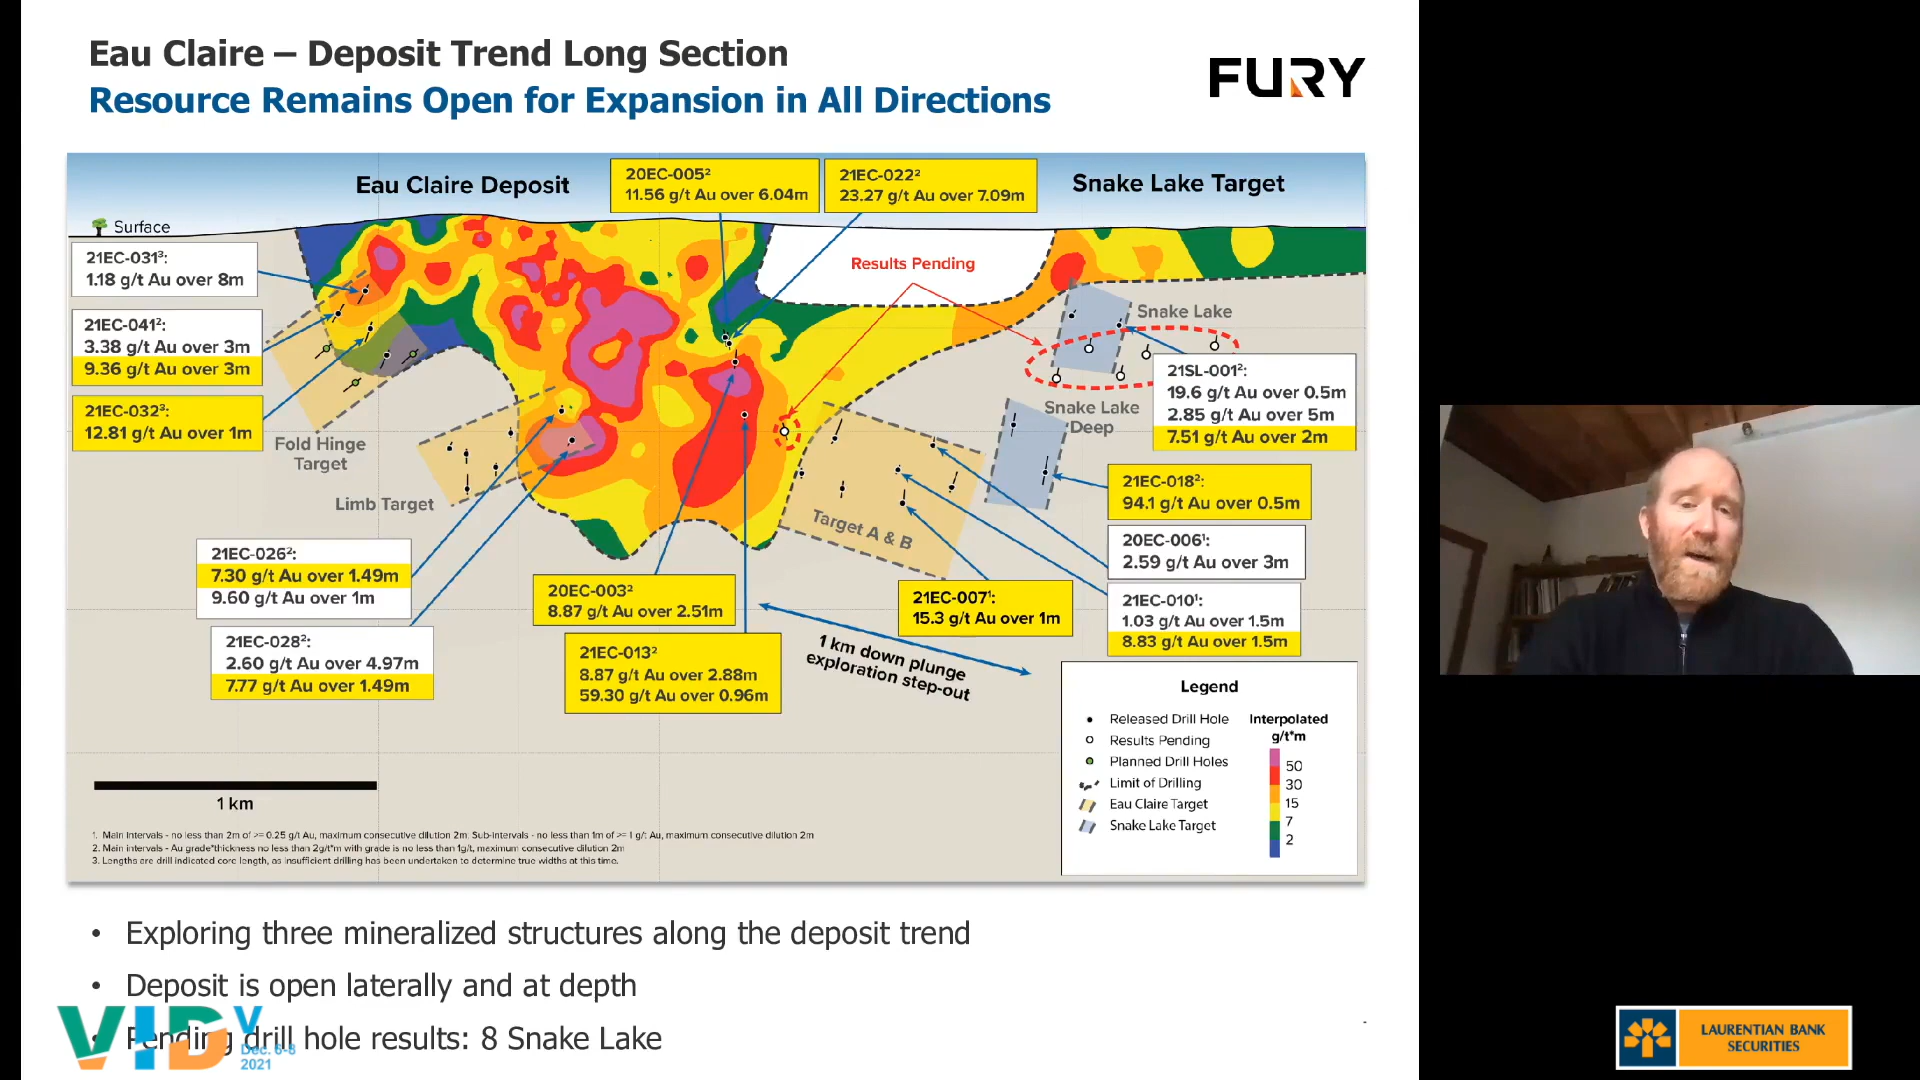 Eau Claire – Deposit Trend Long Section
Resource Remains Open for Expansion in All Directions
FURY
Eau Claire Deposit
20EC-005²
11.56 g/t Au over 6.04m
21EC-022²
23.27 g/t Au over 7.09m
Snake Lake Target
Surface
21EC-031³:
1.18 g/t Au over 8m
21EC-041²:
3.38 g/t Au over 3m
9.36 g/t Au over 3m
21EC-032³:
12.81 g/t Au over 1m
Fold Hinge
Target
Limb Target
Results Pending
Snake Lake
21SL-001²:
19.6 g/t Au over 0.5m
2.85 g/t Au over 5m
7.51 g/t Au over 2m
Snake Lake
Deep
Target A & B
21EC-018²:
94.1 g/t Au over 0.5m
20EC-006¹:
2.59 g/t Au over 3m
21EC-010¹:
1.03 g/t Au over 1.5m
8.83 g/t Au over 1.5m
21EC-026²:
7.30 g/t Au over 1.49m
9.60 g/t Au over 1m
21EC-028²:
2.60 g/t Au over 4.97m
7.77 g/t Au over 1.49m
20EC-003²
8.87 g/t Au over 2.51m
21EC-013²
8.87 g/t Au over 2.88m
59.30 g/t Au over 0.96m
21EC-007¹:
15.3 g/t Au over 1m
1 km down plunge
exploration step-out
Legend
Released Drill Hole
Results Pending
Planned Drill Holes
Limit of Drilling
Eau Claire Target
Snake Lake Target
Interpolated
g/t*m
50
30
15
7
2
1 km
1. Main Intervals - no less than 2m of >= 0.25 g/t Au, maximum consecutive dilution 2m. Sub-intervals - no less than 1m of >= 1 g/t Au, maximum consecutive dilution 2m
2. Main intervals - Au grade*thickness no less than 2g/t*m with grade is no less than 1g/t, maximum consecutive dilution 2m
3. Lengths are drill indicated core length, as insufficient drilling has been undertaken to determine true widths at this time.
• Exploring three mineralized structures along the deposit trend
• Deposit is open laterally and at depth
• Pending drill hole results: 8 Snake Lake
VID V
Dec. 6-8
2021
LAURENTIAN BANK
SECURITIES